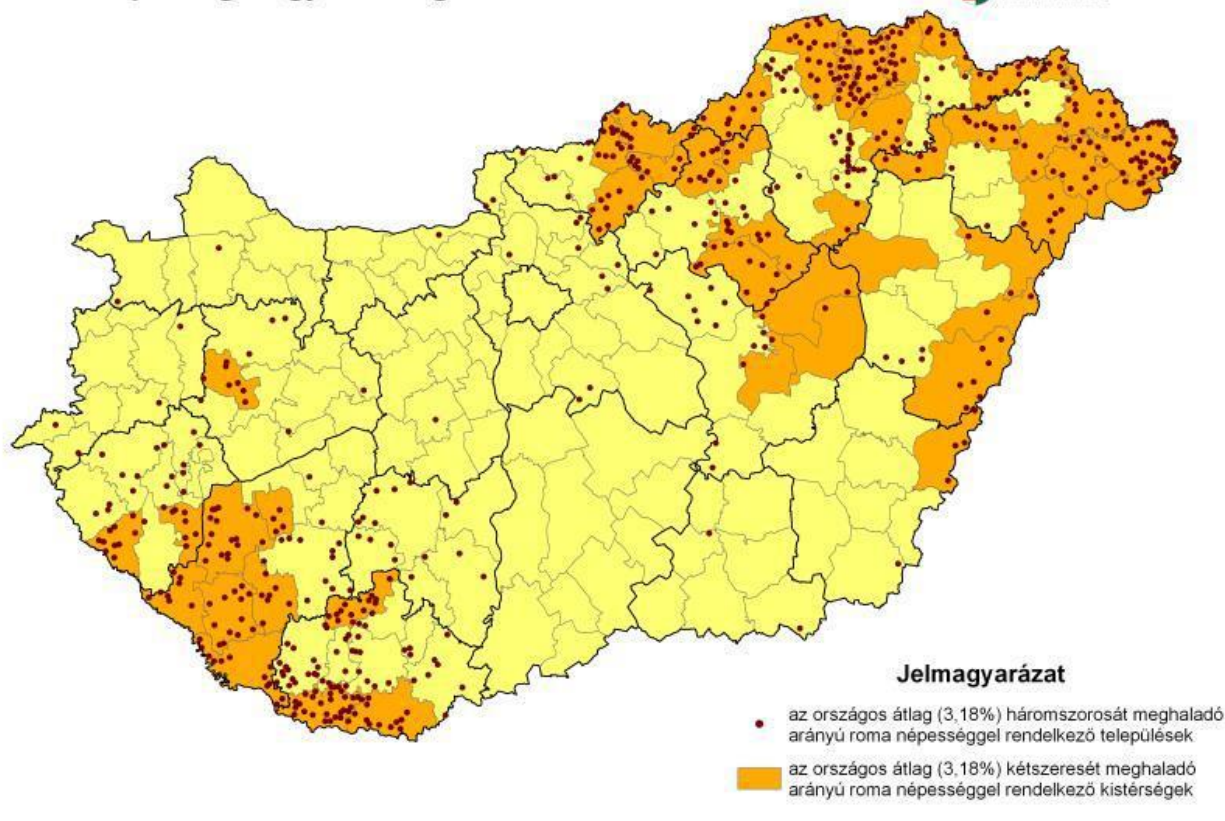 Jelmagyarázat
az országos átlag (3,18%) háromszorosát meghaladó
arányú roma népességgel rendelkező települések
az országos átlag (3,18%) kétszeresét meghaladó
arányú roma népességgel rendelkező kistérségek